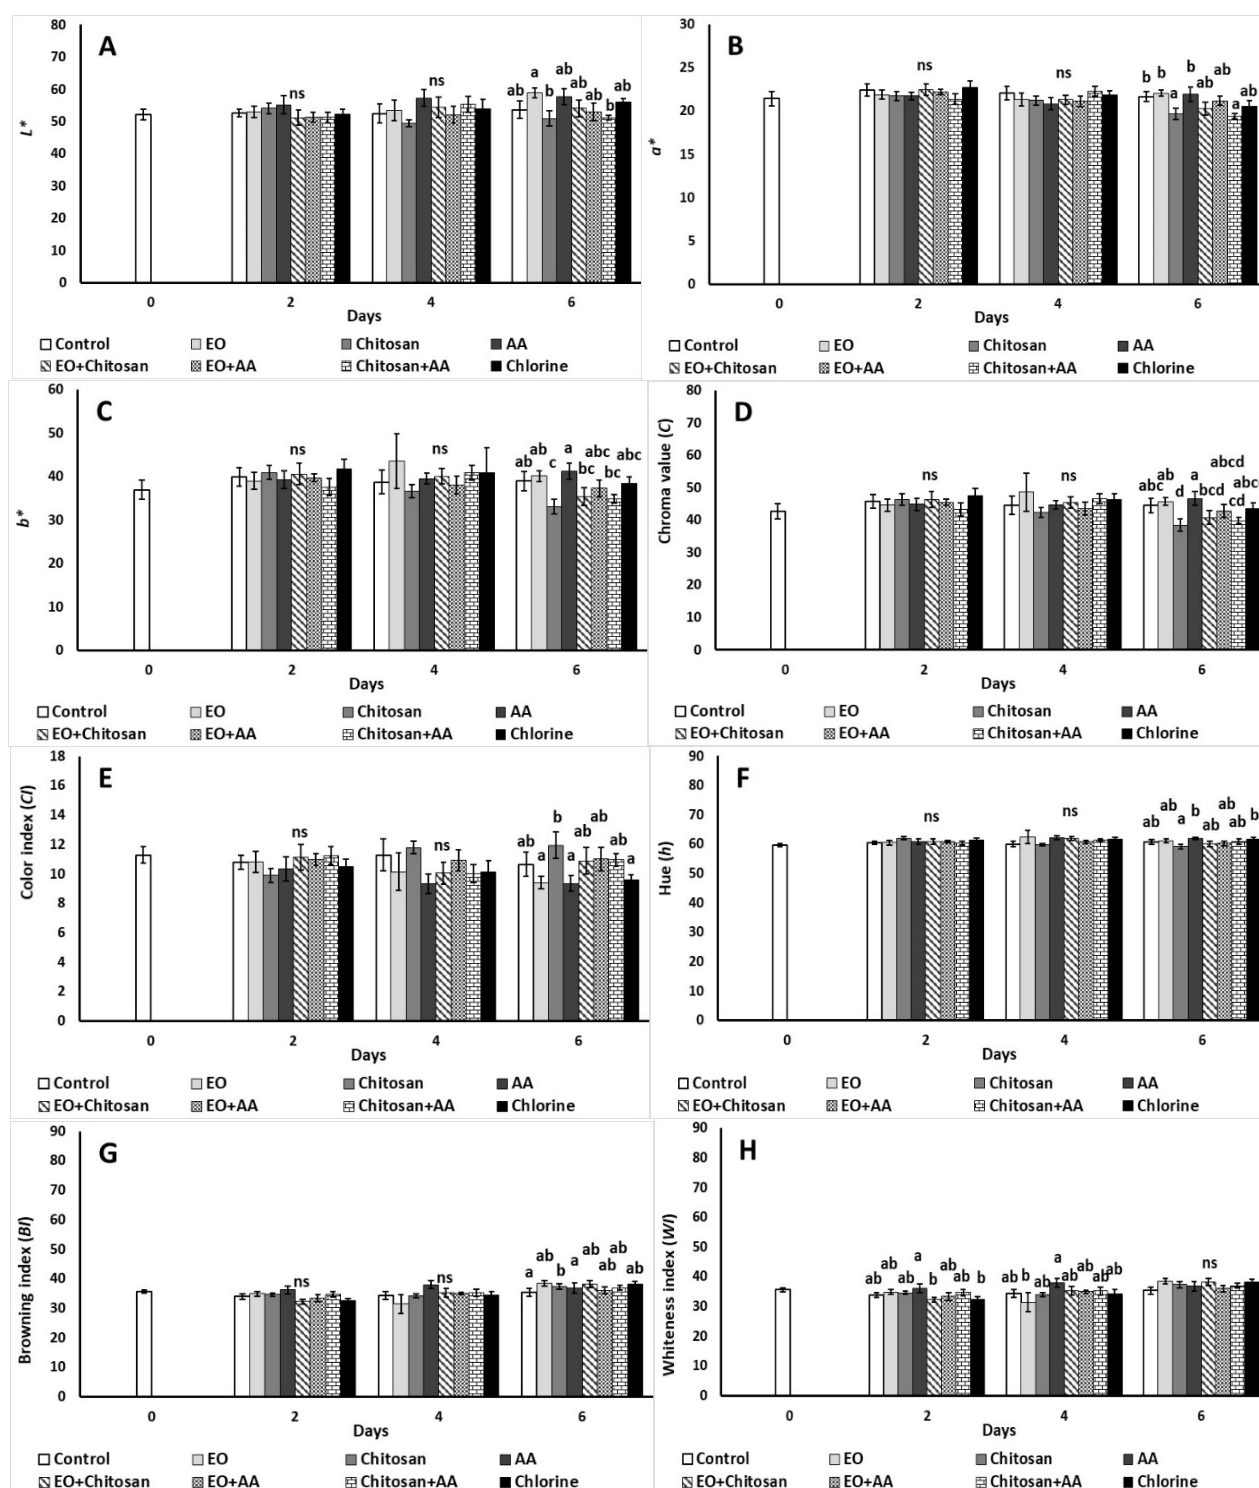 A
80
70
60
50
40
30
20
10
0
L*
ns
ns
ab
a
b
ab
ab
ab
b
ab
0
2
4
6
Days
Control
EO
Chitosan
AA
EO+Chitosan
EO+AA
Chitosan+AA
Chlorine
B
30
25
20
15
10
5
0
a*
ns
ns
b
b
a
b
ab
ab
a
ab
0
2
4
6
Days
Control
EO
Chitosan
AA
EO+Chitosan
EO+AA
Chitosan+AA
Chlorine
C
60
50
40
30
20
10
0
b*
ns
ns
ab
ab
c
a
bc
abc
bc
abc
0
2
4
6
Days
Control
EO
Chitosan
AA
EO+Chitosan
EO+AA
Chitosan+AA
Chlorine
D
80
70
60
50
40
30
20
10
0
Chroma value (C)
ns
ns
abc
ab
d
a
bcd
abcd
cd
abcd
0
2
4
6
Days
Control
EO
Chitosan
AA
EO+Chitosan
EO+AA
Chitosan+AA
Chlorine
E
18
16
14
12
10
8
6
4
2
0
Color index (CI)
ns
ns
ab
a
b
a
ab
ab
ab
a
0
2
4
6
Days
Control
EO
Chitosan
AA
EO+Chitosan
EO+AA
Chitosan+AA
Chlorine
F
90
80
70
60
50
40
30
20
10
0
Hue (h)
ns
ns
ab
ab
a
b
ab
ab
ab
b
0
2
4
6
Days
Control
EO
Chitosan
AA
EO+Chitosan
EO+AA
Chitosan+AA
Chlorine
G
90
80
70
60
50
40
30
20
10
0
Browning index (BI)
ns
ns
a
ab
b
a
ab
ab
ab
ab
0
2
4
6
Days
Control
EO
Chitosan
AA
EO+Chitosan
EO+AA
Chitosan+AA
Chlorine
H
90
80
70
60
50
40
30
20
10
0
Whiteness index (WI)
ab
ab
ab
a
b
ab
ab
b
ab
b
ab
a
ab
ab
ab
ab
ns
0
2
4
6
Days
Control
EO
Chitosan
AA
EO+Chitosan
EO+AA
Chitosan+AA
Chlorine